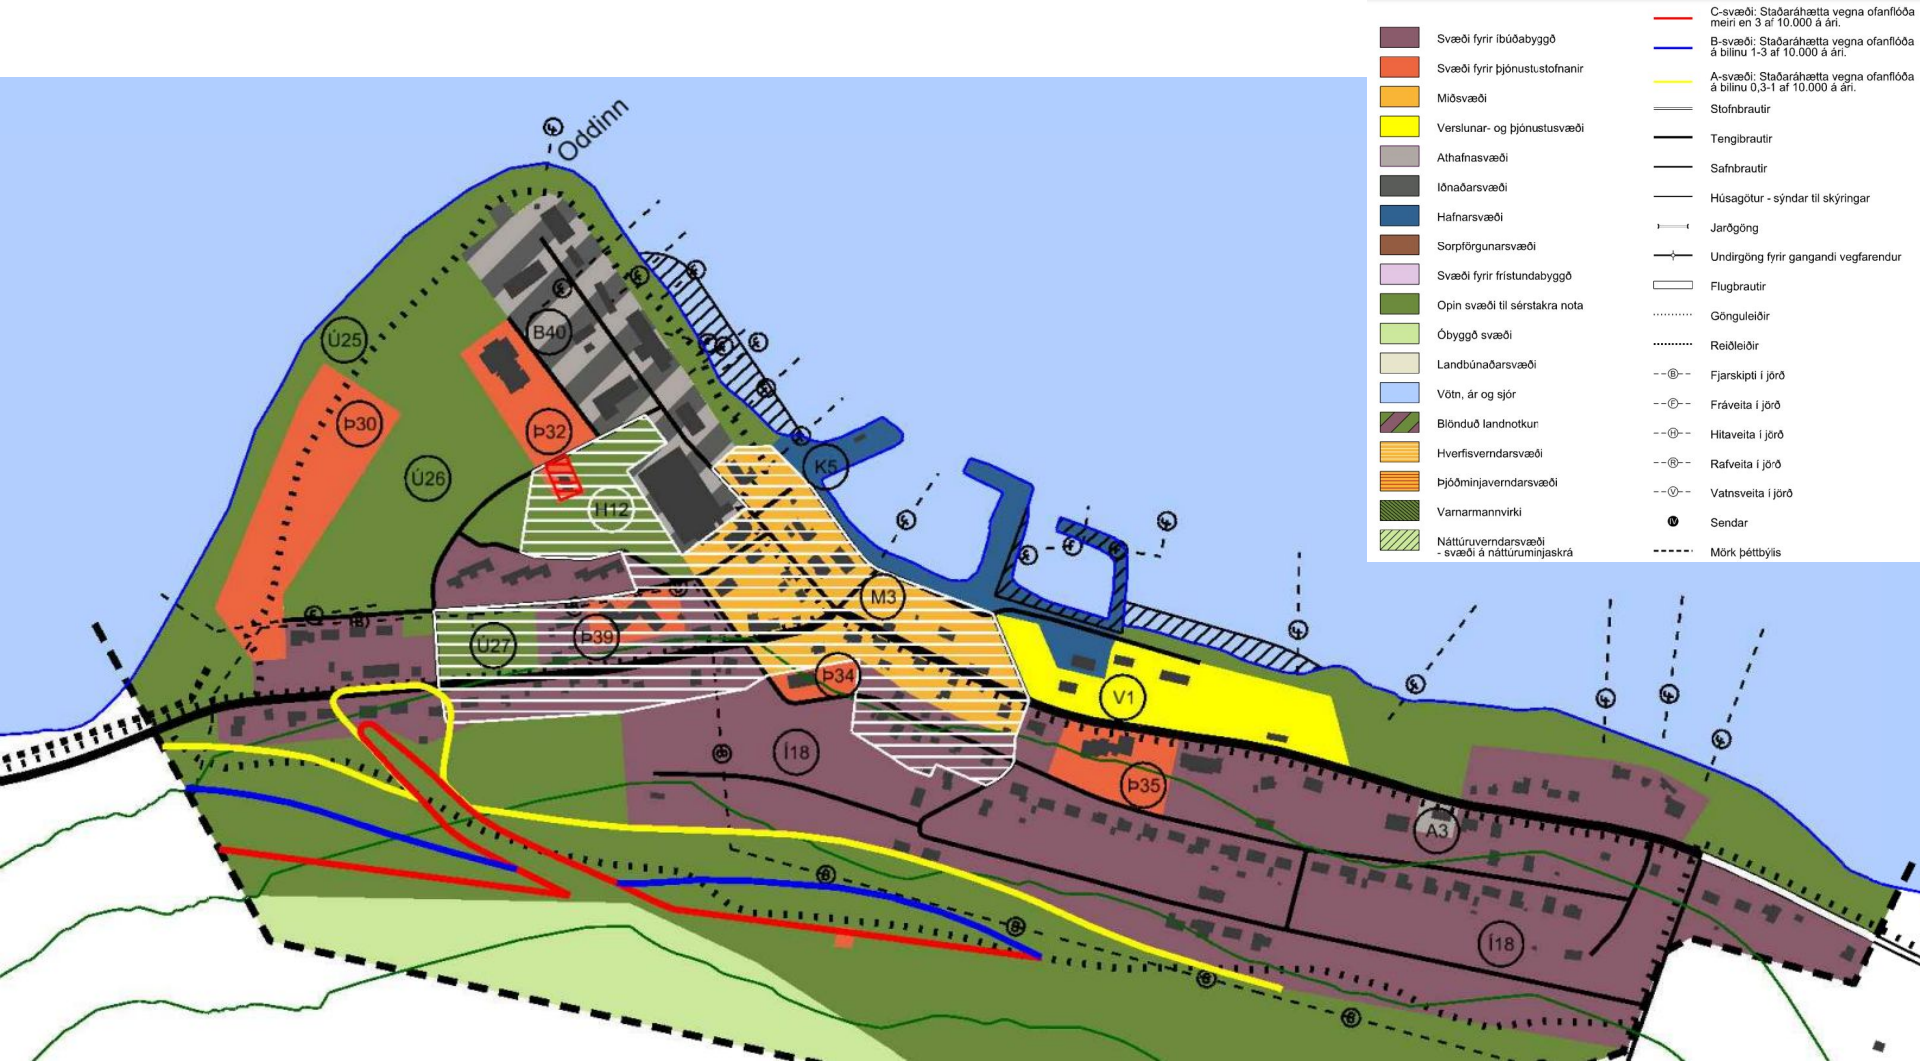 Svæði fyrir íbúðabyggð
Svæði fyrir þjónustustofnanir
Miðsvæði
Verslunar- og þjónustusvæði
Athafnasvæði
Iðnaðarsvæði
Hafnarsvæði
Sorpförgunarsvæði
Svæði fyrir frístundabyggð
Opin svæði til sérstakra nota
Óbyggð svæði
Landbúnaðarsvæði
Vötn, ár og sjór
Blönduð landnotkun
Hverfisverndarsvæði
Þjóðminjaverndarsvæði
Varnarmannvirki
Náttúruverndarsvæði
- svæði á náttúruminjaskrá
C-svæði: Staðaráhætta vegna ofanflóða
meiri en 3 af 10.000 á ári.
B-svæði: Staðaráhætta vegna ofanflóða
á bilinu 1-3 af 10.000 á ári.
A-svæði: Staðaráhætta vegna ofanflóða
á bilinu 0,3-1 af 10.000 á ári.
Stofnbrautir
Tengibrautir
Safnbrautir
Húsagötur - sýndar til skýringar
Jarðgöng
Undirgöng fyrir gangandi vegfarendur
Flugbrautir
Gönguleiðir
Reiðleiðir
B Fjarskipti í jörð
F Fráveita í jörð
H Hitaveita í jörð
R Rafveita í jörð
V Vatnsveita í jörð
Sendar
Mörk þéttbýlis
Oddinn
Ú25
B40
Þ30
Þ32
K5
Ú26
H12
M3
Ú27
Þ39
Þ34
V1
Í18
Þ35
A3
Í18